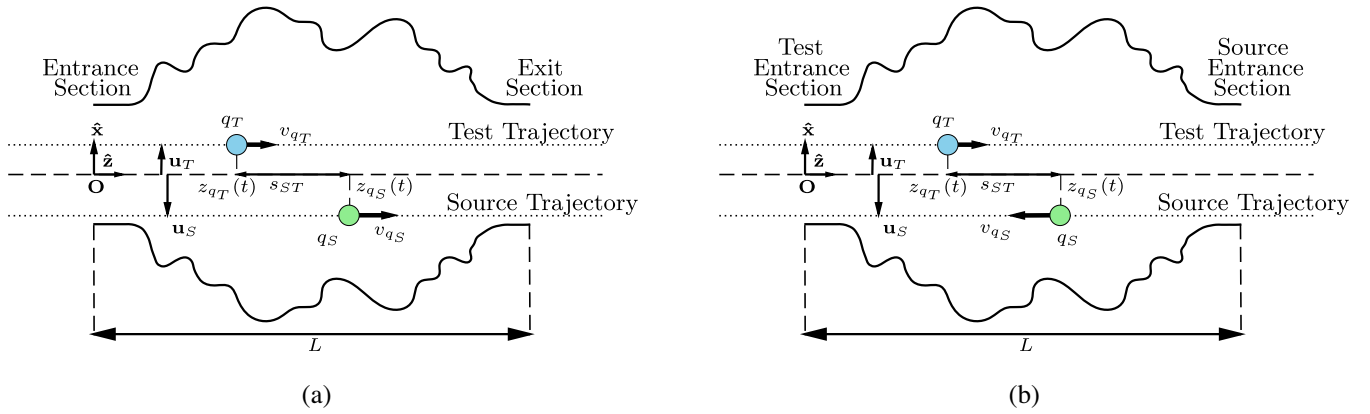 Entrance
Section
Exit
Section
q_T
v_{q_T}
Test Trajectory
x̂
ẑ
O
u_T
z_{q_T}(t)
s_{ST}
z_{q_S}(t)
Source Trajectory
u_S
q_S
v_{q_S}
L
(a)
Test
Entrance
Section
Source
Entrance
Section
q_T
v_{q_T}
Test Trajectory
x̂
ẑ
O
u_T
z_{q_T}(t)
s_{ST}
z_{q_S}(t)
Source Trajectory
u_S
v_{q_S}
q_S
L
(b)